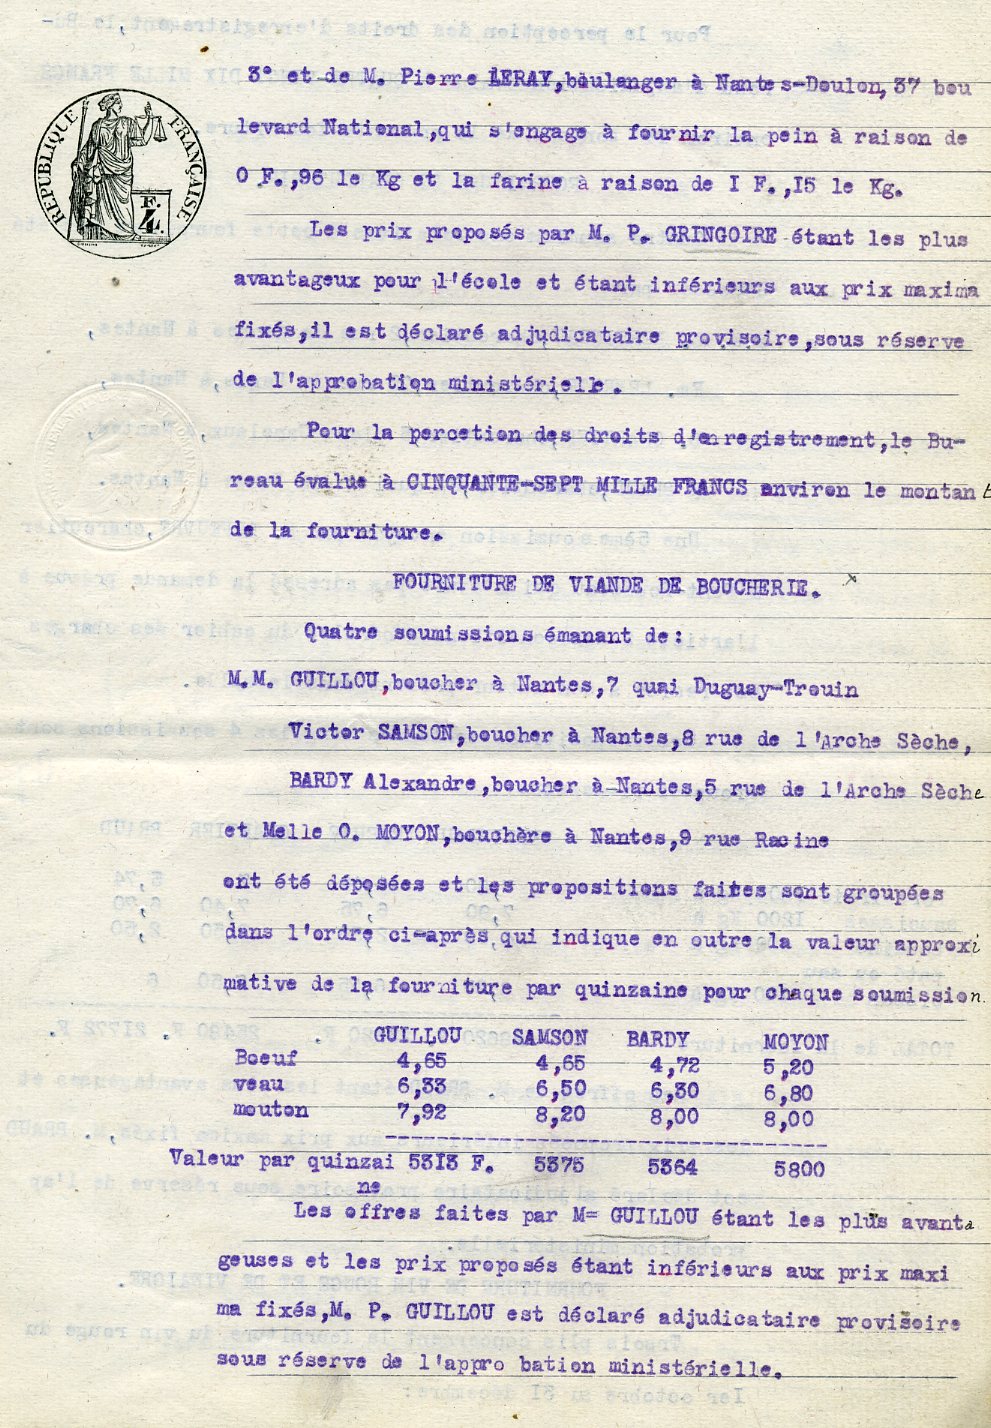 RÉPUBLIQUE FRANÇAISE
F.
4.
3° et de M. Pierre LERAY,boulanger à Nantes-Doulon, 37 bou
levard National,qui s'engage à fournir la pein à raison de
0 F.,96 le Kg et la farine à raison de I F.,I5 le Kg.
Les prix proposés par M. P. GRINGOIRE étant les plus
avantageux pour l'école et étant inférieurs aux prix maxima
fixés,il est déclaré adjudicataire provisoire,sous réserve
de l'approbation ministérielle.
Pour la percetion des droits d'enregistrement,le Bu-
reau évalue à CINQUANTE-SEPT MILLE FRANCS environ le montant
de la fourniture.
FOURNITURE DE VIANDE DE BOUCHERIE. x
Quatre soumissions émanant de:
M.M. GUILLOU,boucher à Nantes,7 quai Duguay-Trouin
Victor SAMSON,boucher à Nantes,8 rue de l'Arche Sèche,
BARDY Alexandre,boucher à Nantes,5 rue de l'Arche Sèche
et Melle O. MOYON,bouchère à Nantes,9 rue Racine
ont été déposées et les propositions faites sont groupées
dans l'ordre ci-après,qui indique en outre la valeur approxi
mative de la fourniture par quinzaine pour chaque soumission.
GUILLOU SAMSON BARDY MOYON
Boeuf 4,65 4,65 4,72 5,20
veau 6,33 6,50 6,30 6,80
mouton 7,92 8,20 8,00 8,00
Valeur par quinzai 53I3 F. 5375 5364 5800
ne
Les offres faites par M= GUILLOU étant les plus avanta
geuses et les prix proposés étant inférieurs aux prix maxi
ma fixés,M. P. GUILLOU est déclaré adjudicataire provisoire
sous réserve de l'appro bation ministérielle.